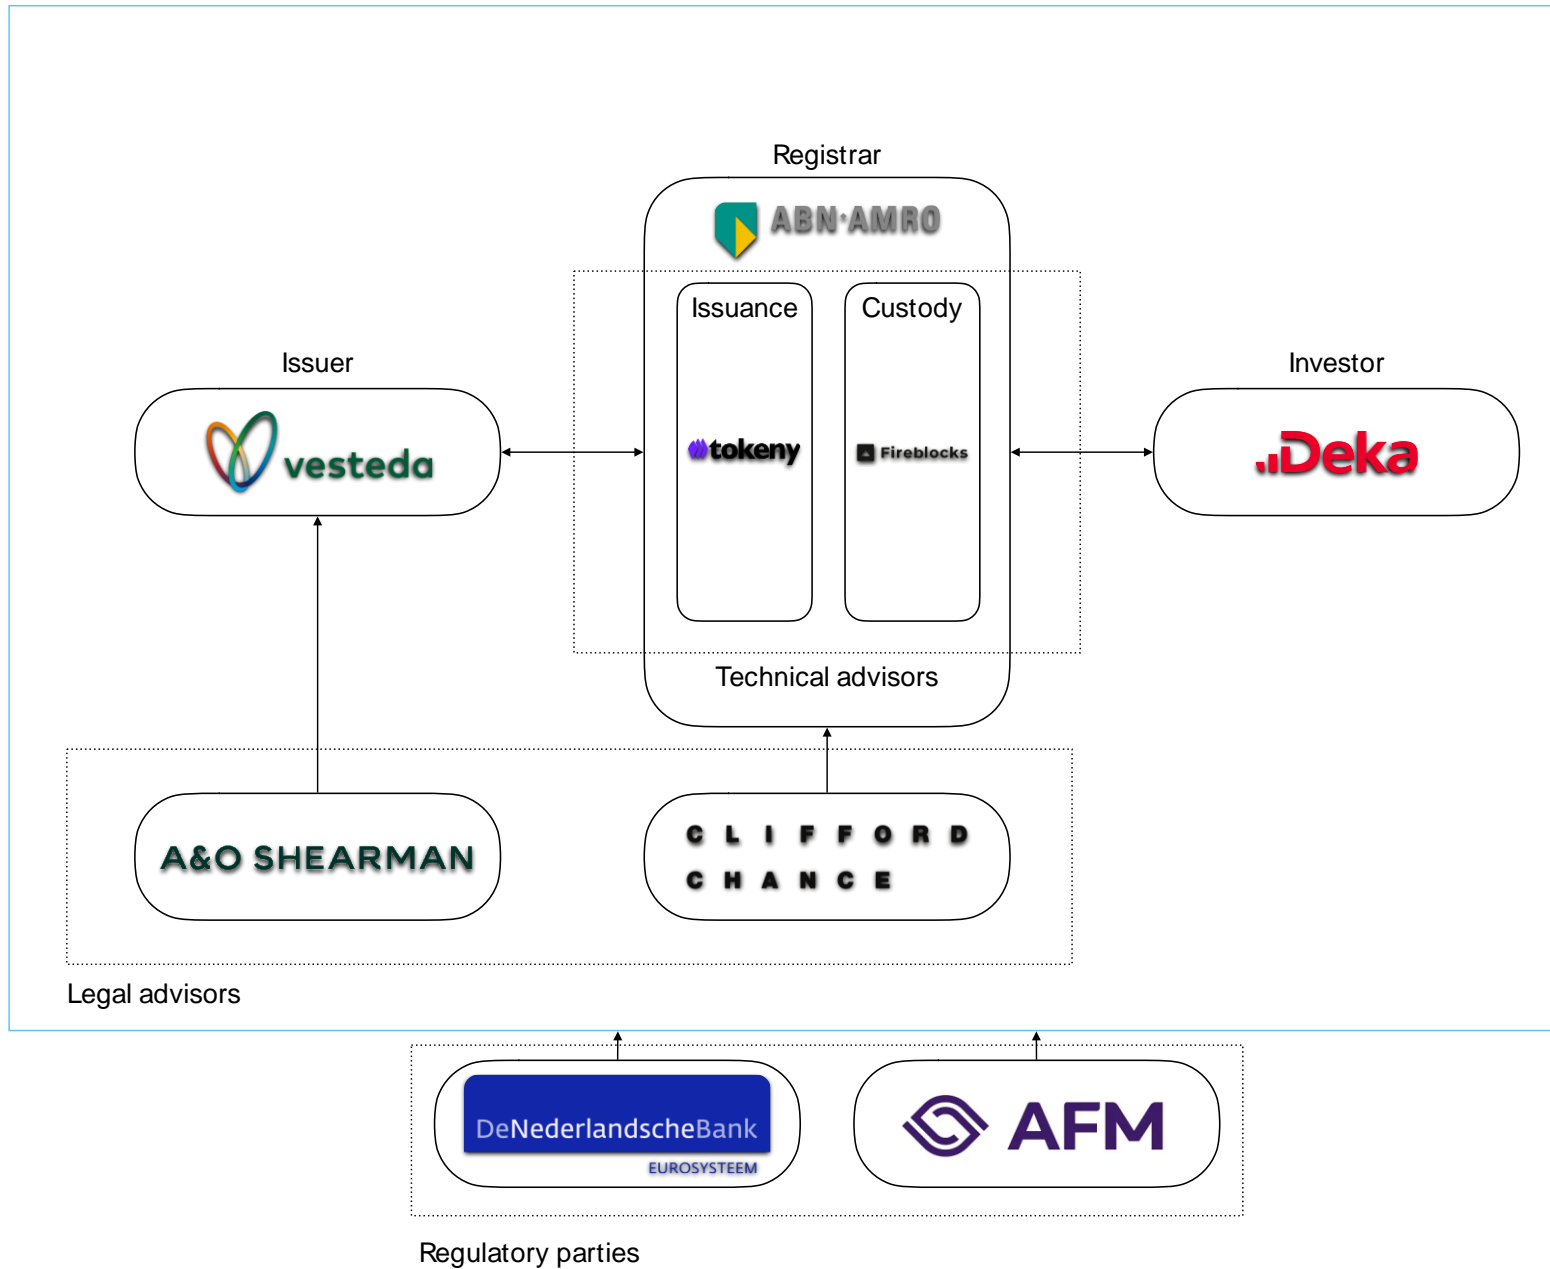 Registrar
ABN·AMRO
Issuance
Custody
Issuer
Investor
vesteda
tokeny
Fireblocks
Deka
Technical advisors
A&O SHEARMAN
CLIFFORD
CHANCE
Legal advisors
DeNederlandscheBank
EUROSYSTEEM
AFM
Regulatory parties